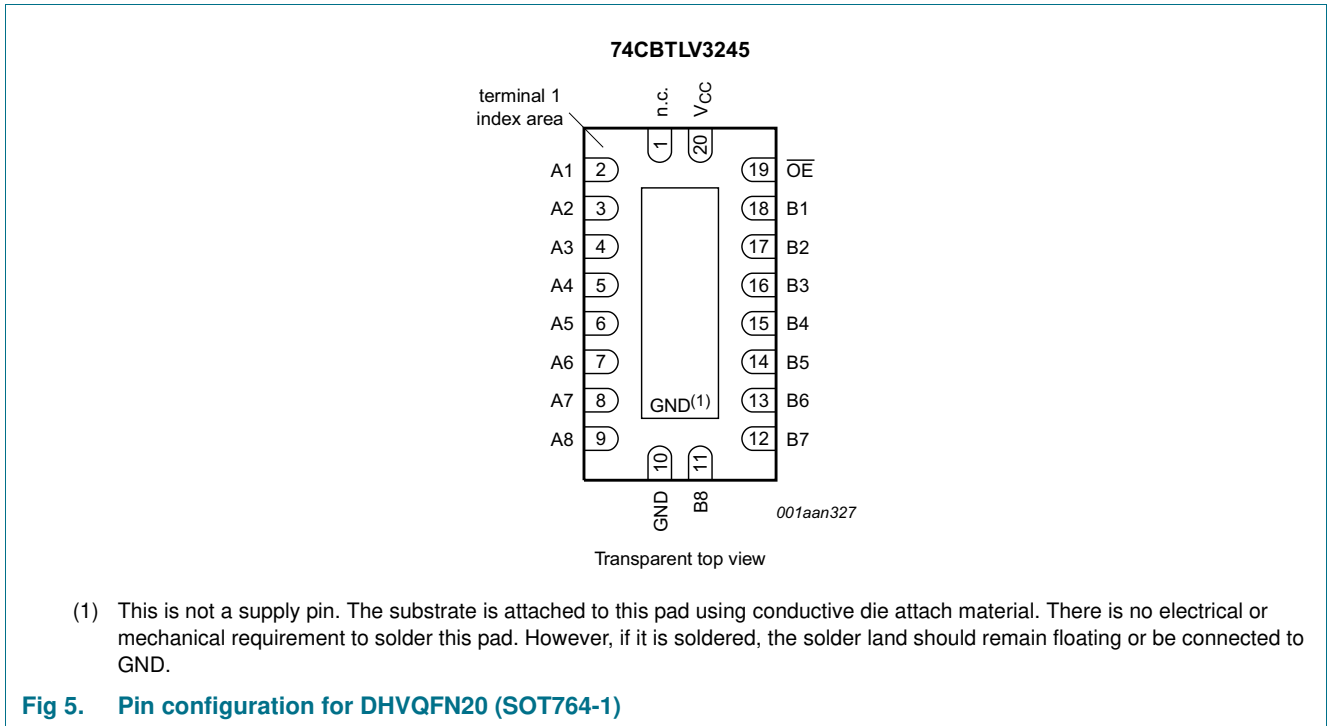 74CBTLV3245
terminal 1
index area
n.c.
VCC
1
20
A1 2
19 OE
A2 3
18 B1
A3 4
17 B2
A4 5
16 B3
A5 6
15 B4
A6 7
14 B5
A7 8
GND(1)
13 B6
A8 9
12 B7
10
11
GND
B8
001aan327
Transparent top view
(1) This is not a supply pin. The substrate is attached to this pad using conductive die attach material. There is no electrical or
mechanical requirement to solder this pad. However, if it is soldered, the solder land should remain floating or be connected to
GND.
Fig 5. Pin configuration for DHVQFN20 (SOT764-1)